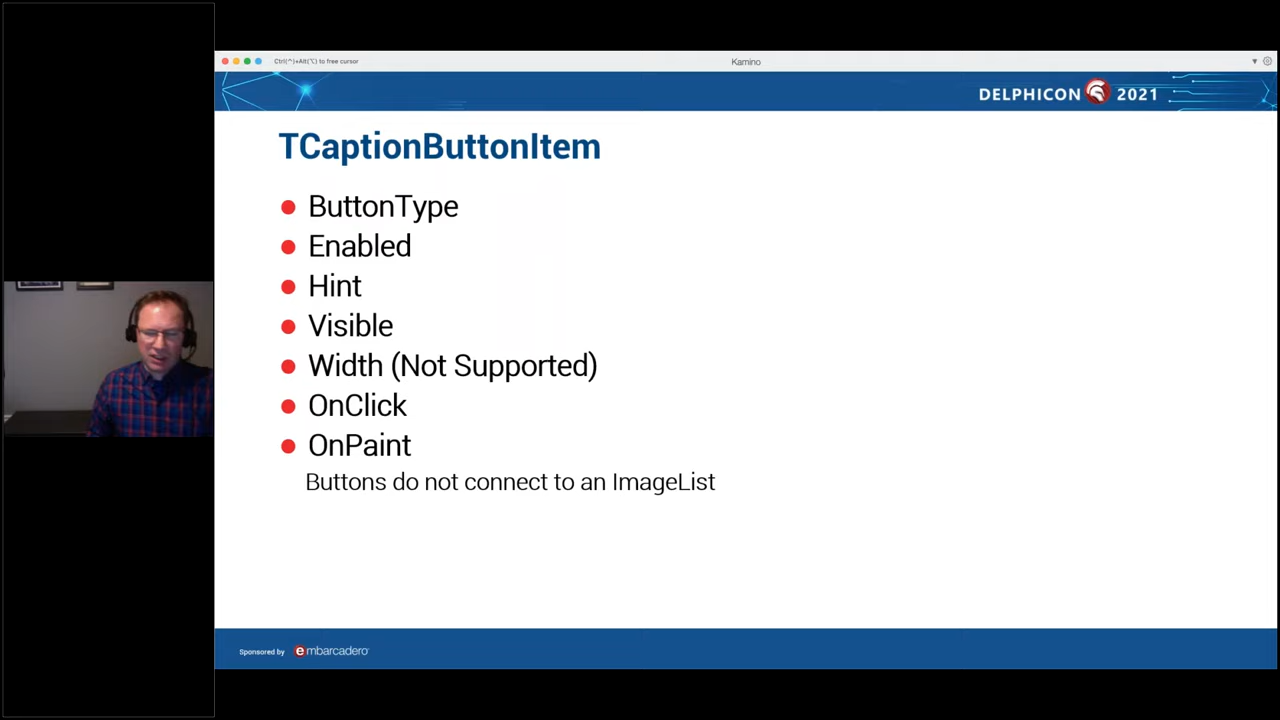 Ctrl(^)+Alt(⌥) to free cursor
Kamino
DELPHICON 2021
TCaptionButtonItem
ButtonType
Enabled
Hint
Visible
Width (Not Supported)
OnClick
OnPaint
Buttons do not connect to an ImageList
Sponsored by embarcadero